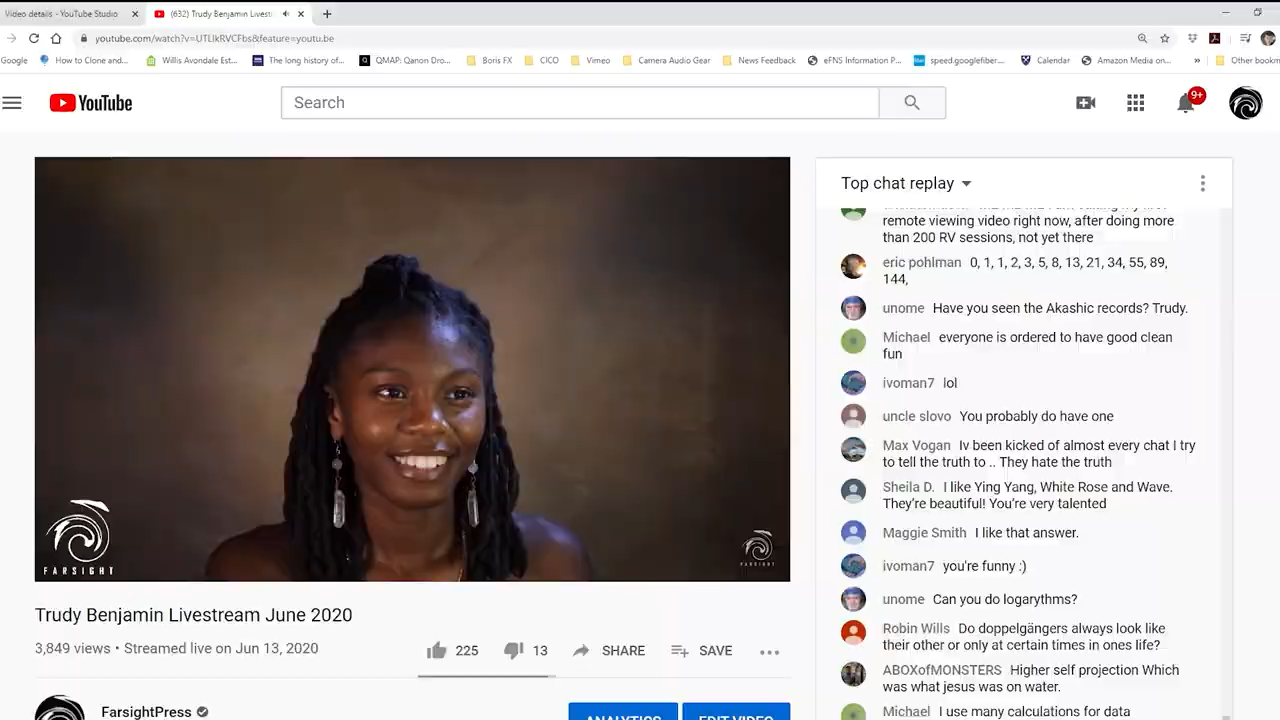 Video details - YouTube Studio
(632) Trudy Benjamin Livestr
youtube.com/watch?v=UTLIkRVCFbs&feature=youtu.be
Google
How to Clone and...
Willis Avondale Est...
The long history of...
QMAP: Qanon Dro...
Boris FX
CICO
Vimeo
Camera Audio Gear
News Feedback
eFNS Information P...
speed.googlefiber...
Calendar
Amazon Media on...
»
Other bookm
YouTube
Search
9+
FARSIGHT
FARSIGHT
Trudy Benjamin Livestream June 2020
3,849 views • Streamed live on Jun 13, 2020
225
13
SHARE
SAVE
FarsightPress
ANALYTICS
EDIT VIDEO
Top chat replay
remote viewing video right now, after doing more
than 200 RV sessions, not yet there
eric pohlman 0, 1, 1, 2, 3, 5, 8, 13, 21, 34, 55, 89,
144,
unome Have you seen the Akashic records? Trudy.
Michael everyone is ordered to have good clean
fun
ivoman7 lol
uncle slovo You probably do have one
Max Vogan Iv been kicked of almost every chat I try
to tell the truth to .. They hate the truth
Sheila D. I like Ying Yang, White Rose and Wave.
They're beautiful! You're very talented
Maggie Smith I like that answer.
ivoman7 you're funny :)
unome Can you do logarythms?
Robin Wills Do doppelgängers always look like
their other or only at certain times in ones life?
ABOXofMONSTERS Higher self projection Which
was what jesus was on water.
Michael I use many calculations for data